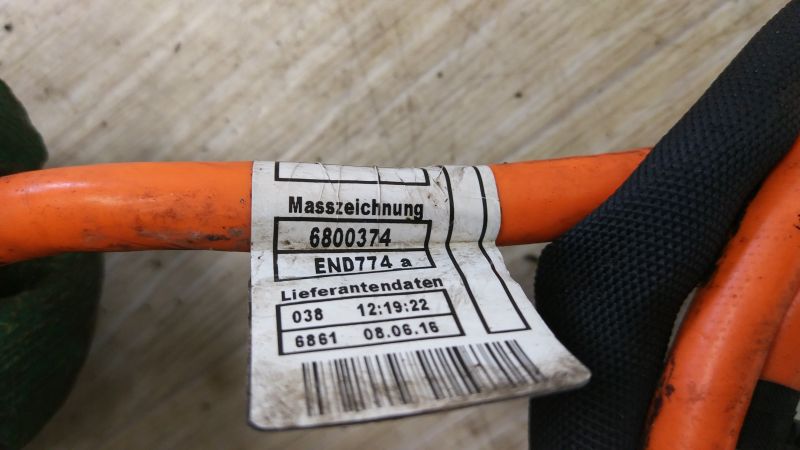 Masszeichnung
6800374
END774 a
Lieferantendaten
038 12:19:22
6861 08.06.16